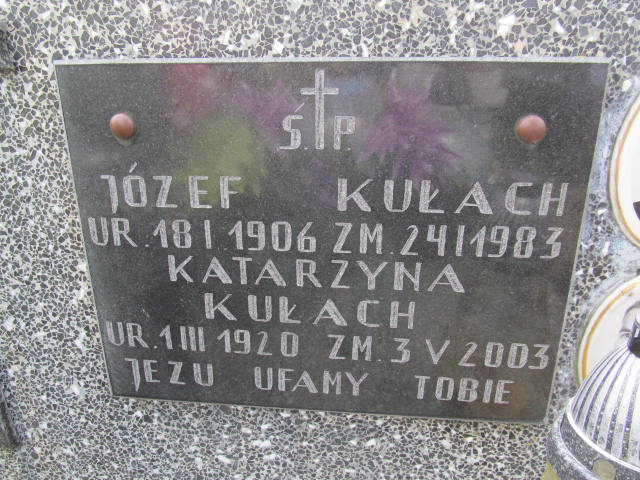 Ś.†P.
JÓZEF KUŁACH
UR. 18 I 1906 ZM. 24 I 1983
KATARZYNA
KUŁACH
UR. 1 III 1920 ZM. 3 V 2003
JEZU UFAMY TOBIE